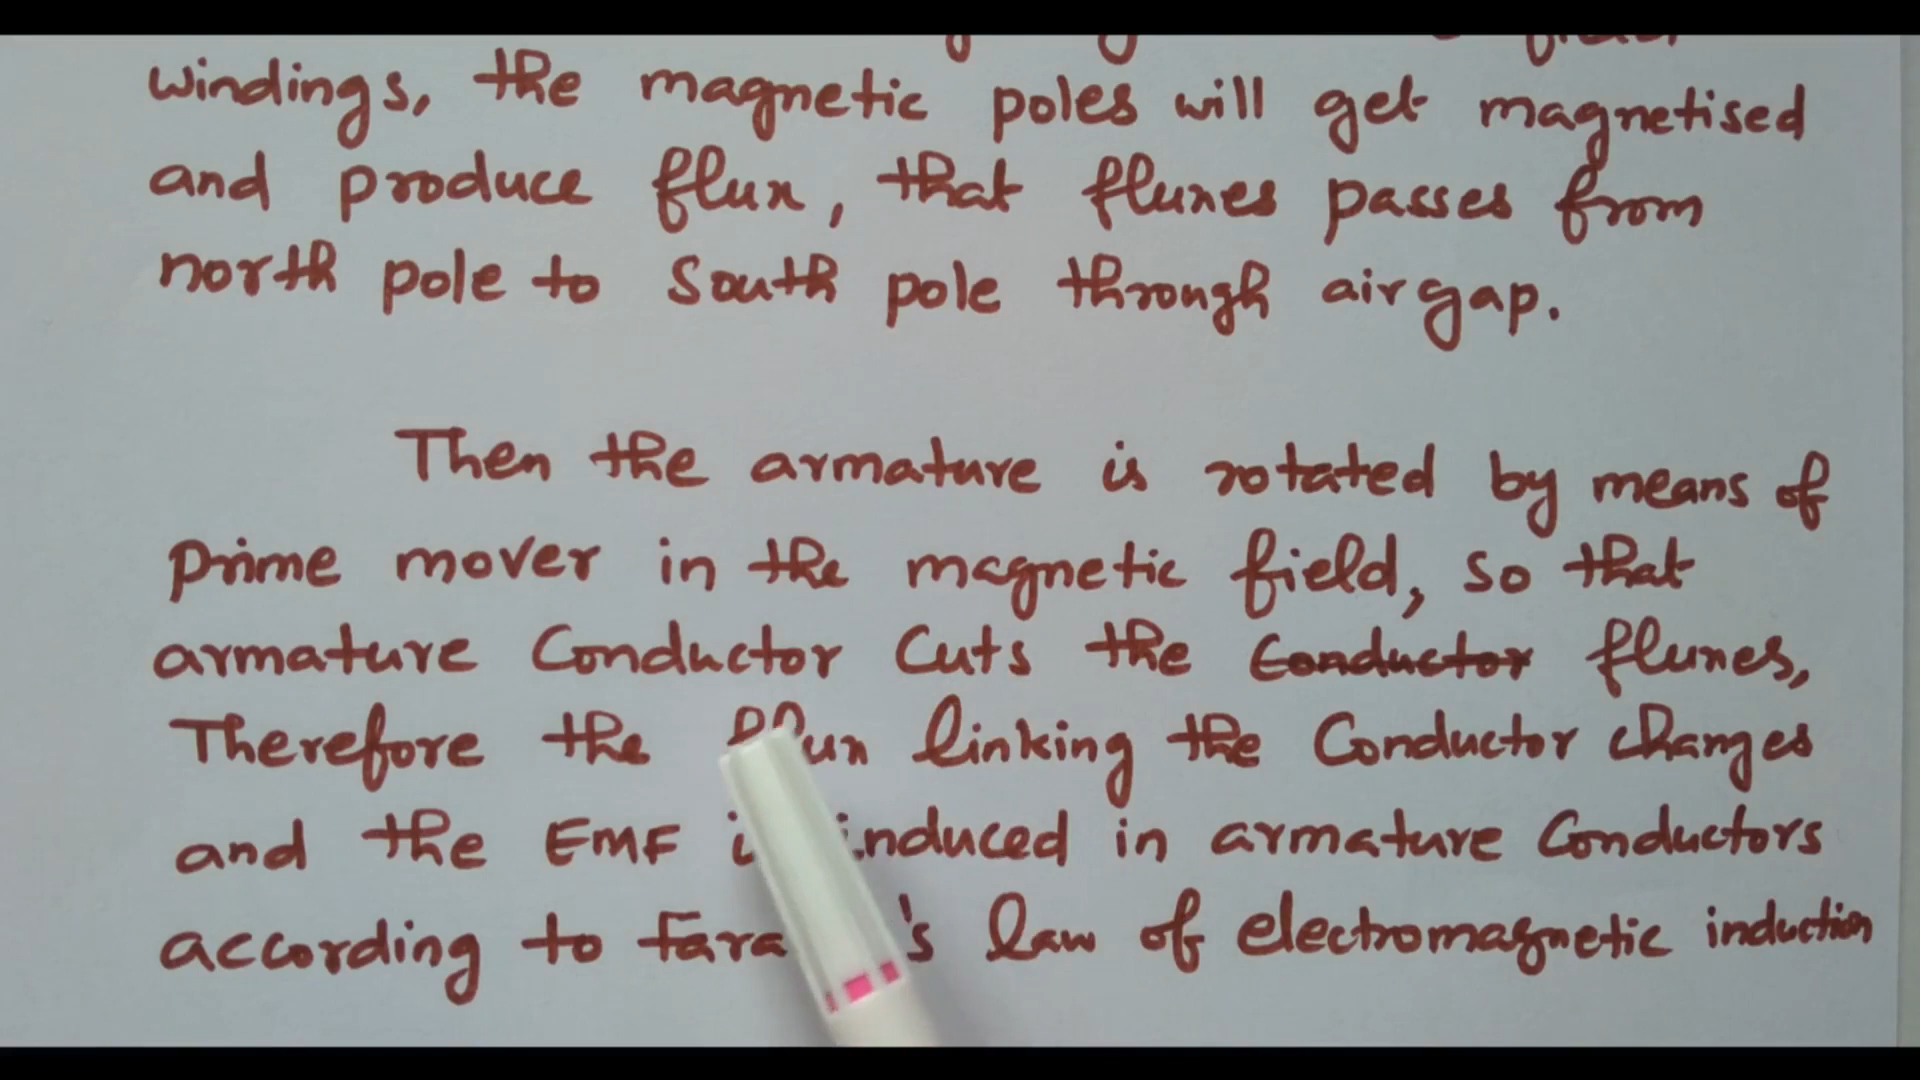 windings, the magnetic poles will get magnetised
and produce flux, that fluxes passes from
north pole to South pole through airgap.
Then the armature is rotated by means of
prime mover in the magnetic field, so that
armature Conductor Cuts the Conductor fluxes,
Therefore the flux linking the Conductor changes
and the EMF induced in armature Conductors
according to Fara 's law of electromagnetic induction